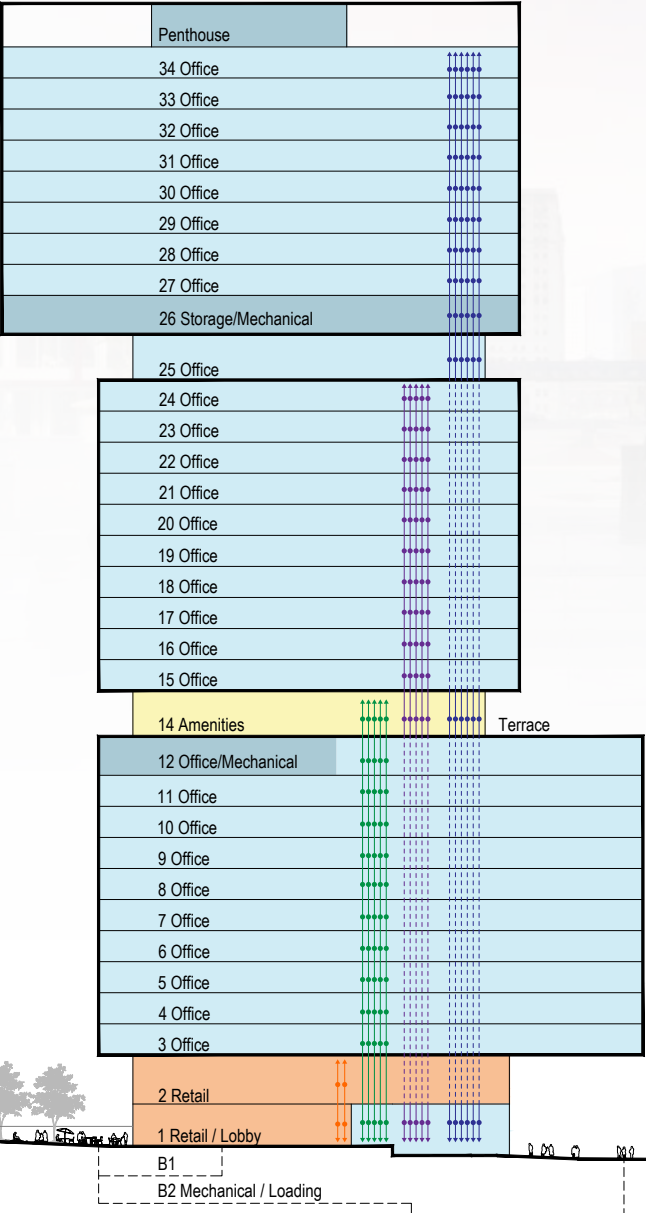 Penthouse
34 Office
33 Office
32 Office
31 Office
30 Office
29 Office
28 Office
27 Office
26 Storage/Mechanical
25 Office
24 Office
23 Office
22 Office
21 Office
20 Office
19 Office
18 Office
17 Office
16 Office
15 Office
14 Amenities
Terrace
12 Office/Mechanical
11 Office
10 Office
9 Office
8 Office
7 Office
6 Office
5 Office
4 Office
3 Office
2 Retail
1 Retail / Lobby
B1
B2 Mechanical / Loading